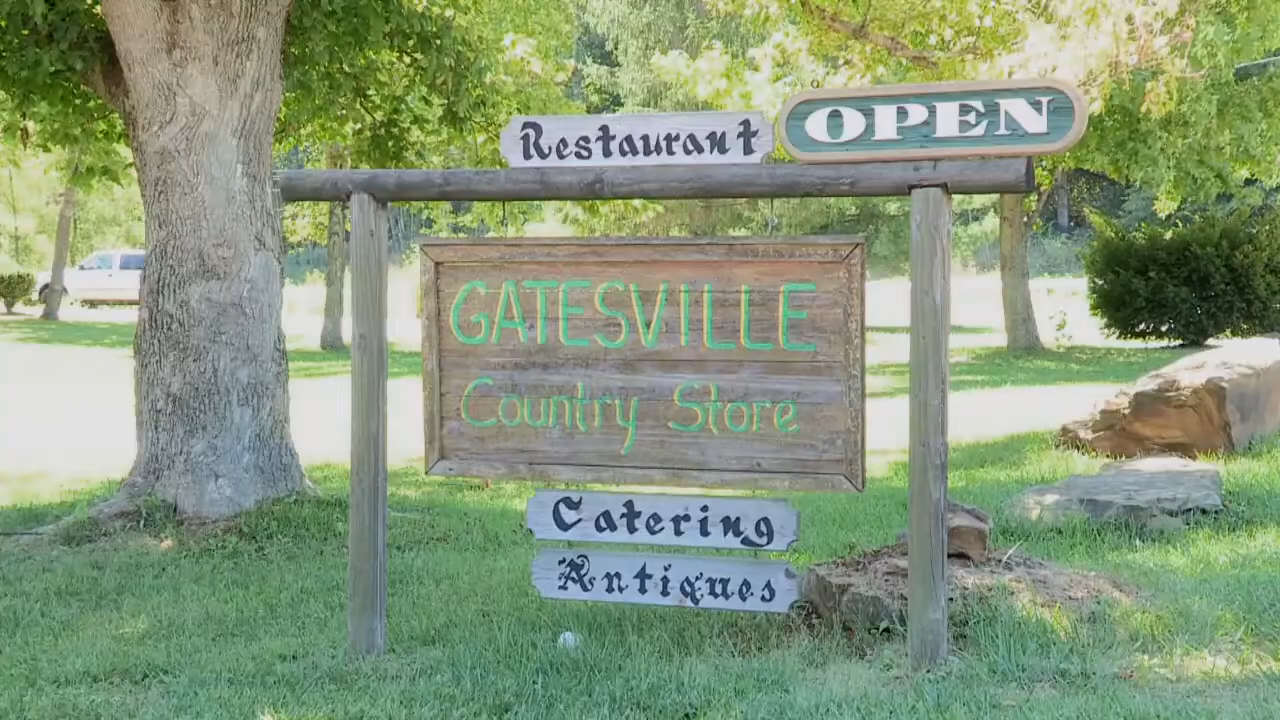 Restaurant
OPEN
GATESVILLE
Country Store
Catering
Antiques